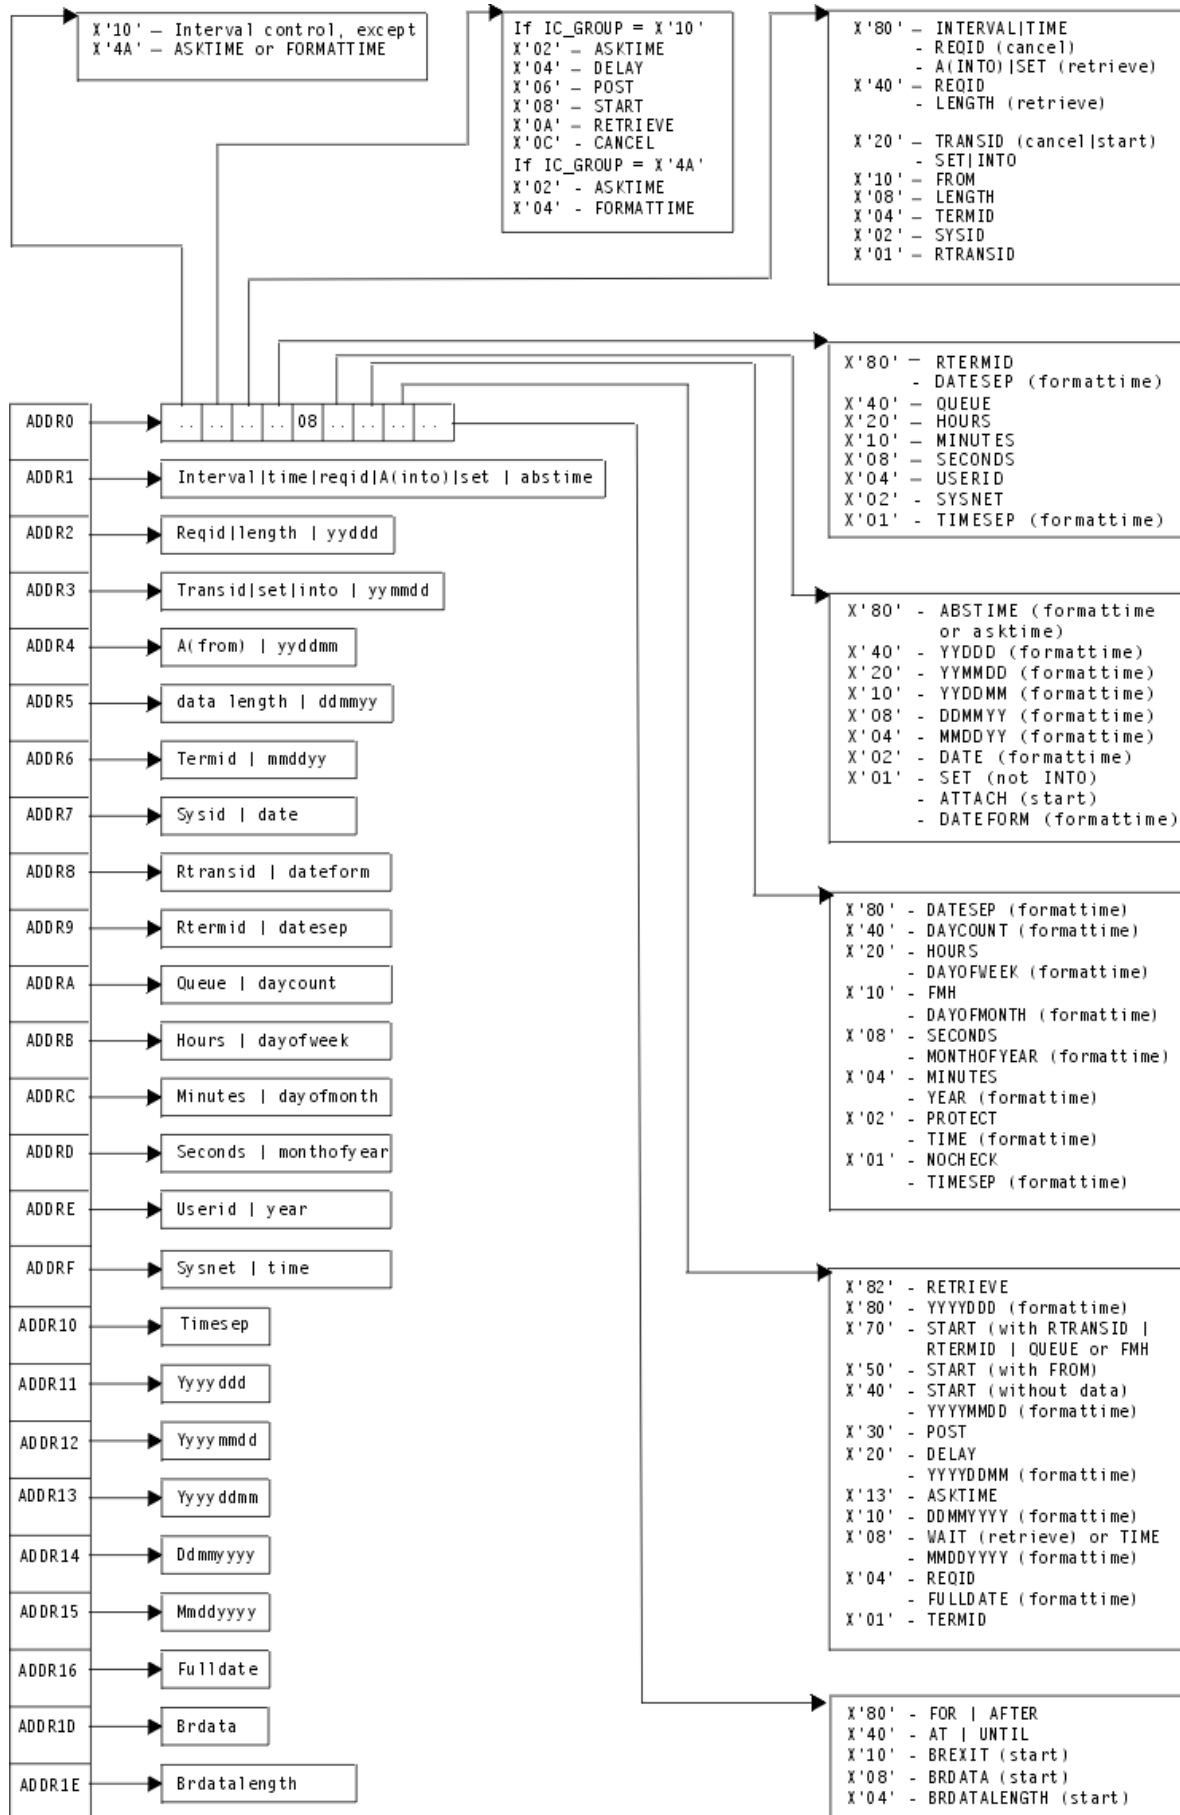 X'10' – Interval control, except
X'4A' – ASKTIME or FORMATTIME
If IC_GROUP = X'10'
X'02' – ASKTIME
X'04' – DELAY
X'06' – POST
X'08' – START
X'0A' – RETRIEVE
X'0C' - CANCEL
If IC_GROUP = X'4A'
X'02' - ASKTIME
X'04' - FORMATTIME
X'80' – INTERVAL|TIME
- REQID (cancel)
- A(INTO)|SET (retrieve)
X'40' – REQID
- LENGTH (retrieve)
X'20' – TRANSID (cancel|start)
- SET|INTO
X'10' – FROM
X'08' – LENGTH
X'04' – TERMID
X'02' – SYSID
X'01' – RTRANSID
X'80' – RTERMID
- DATESEP (formattime)
X'40' – QUEUE
X'20' – HOURS
X'10' – MINUTES
X'08' – SECONDS
X'04' – USERID
X'02' - SYSNET
X'01' - TIMESEP (formattime)
X'80' - ABSTIME (formattime
or asktime)
X'40' - YYDDD (formattime)
X'20' - YYMMDD (formattime)
X'10' - YYDDMM (formattime)
X'08' - DDMMYY (formattime)
X'04' - MMDDYY (formattime)
X'02' - DATE (formattime)
X'01' - SET (not INTO)
- ATTACH (start)
- DATEFORM (formattime)
X'80' - DATESEP (formattime)
X'40' - DAYCOUNT (formattime)
X'20' - HOURS
- DAYOFWEEK (formattime)
X'10' - FMH
- DAYOFMONTH (formattime)
X'08' - SECONDS
- MONTHOFYEAR (formattime)
X'04' - MINUTES
- YEAR (formattime)
X'02' - PROTECT
- TIME (formattime)
X'01' - NOCHECK
- TIMESEP (formattime)
X'82' - RETRIEVE
X'80' - YYYYDDD (formattime)
X'70' - START (with RTRANSID |
RTERMID | QUEUE or FMH
X'50' - START (with FROM)
X'40' - START (without data)
- YYYYMMDD (formattime)
X'30' - POST
X'20' - DELAY
- YYYYDDMM (formattime)
X'13' - ASKTIME
X'10' - DDMMYYYY (formattime)
X'08' - WAIT (retrieve) or TIME
- MMDDYYYY (formattime)
X'04' - REQID
- FULLDATE (formattime)
X'01' - TERMID
X'80' - FOR | AFTER
X'40' - AT | UNTIL
X'10' - BREXIT (start)
X'08' - BRDATA (start)
X'04' - BRDATALENGTH (start)
ADDR0 .. .. .. .. 08 .. .. .. ..
ADDR1 Interval|time|reqid|A(into)|set | abstime
ADDR2 Reqid|length | yyddd
ADDR3 Transid|set|into | yymmdd
ADDR4 A(from) | yyddmm
ADDR5 data length | ddmmyy
ADDR6 Termid | mmddyy
ADDR7 Sysid | date
ADDR8 Rtransid | dateform
ADDR9 Rtermid | datesep
ADDRA Queue | daycount
ADDRB Hours | dayofweek
ADDRC Minutes | dayofmonth
ADDRD Seconds | monthofyear
ADDRE Userid | year
ADDRF Sysnet | time
ADDR10 Timesep
ADDR11 Yyyyddd
ADDR12 Yyyymmdd
ADDR13 Yyyyddmm
ADDR14 Ddmmyyyy
ADDR15 Mmddyyyy
ADDR16 Fulldate
ADDR1D Brdata
ADDR1E Brdatalength